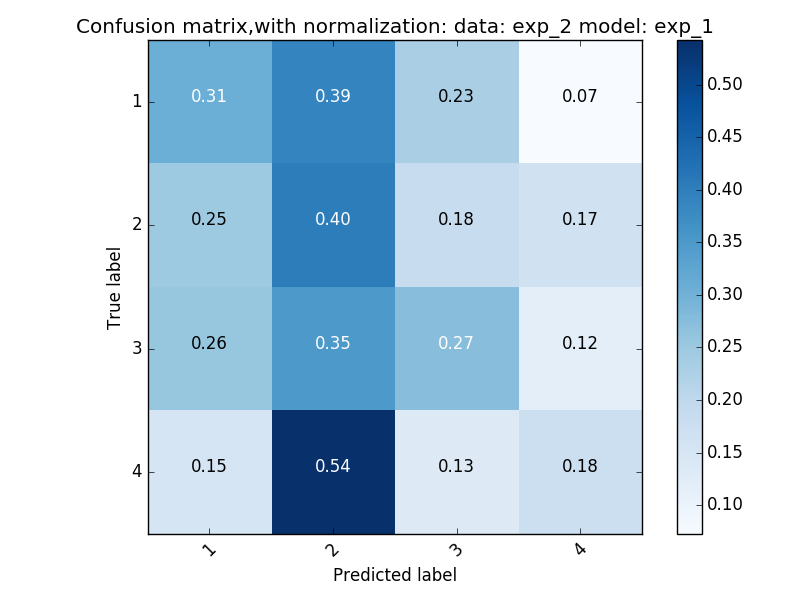 Confusion matrix,with normalization: data: exp_2 model: exp_1
True label
1 0.31 0.39 0.23 0.07
2 0.25 0.40 0.18 0.17
3 0.26 0.35 0.27 0.12
4 0.15 0.54 0.13 0.18
1 2 3 4
Predicted label
0.50
0.45
0.40
0.35
0.30
0.25
0.20
0.15
0.10